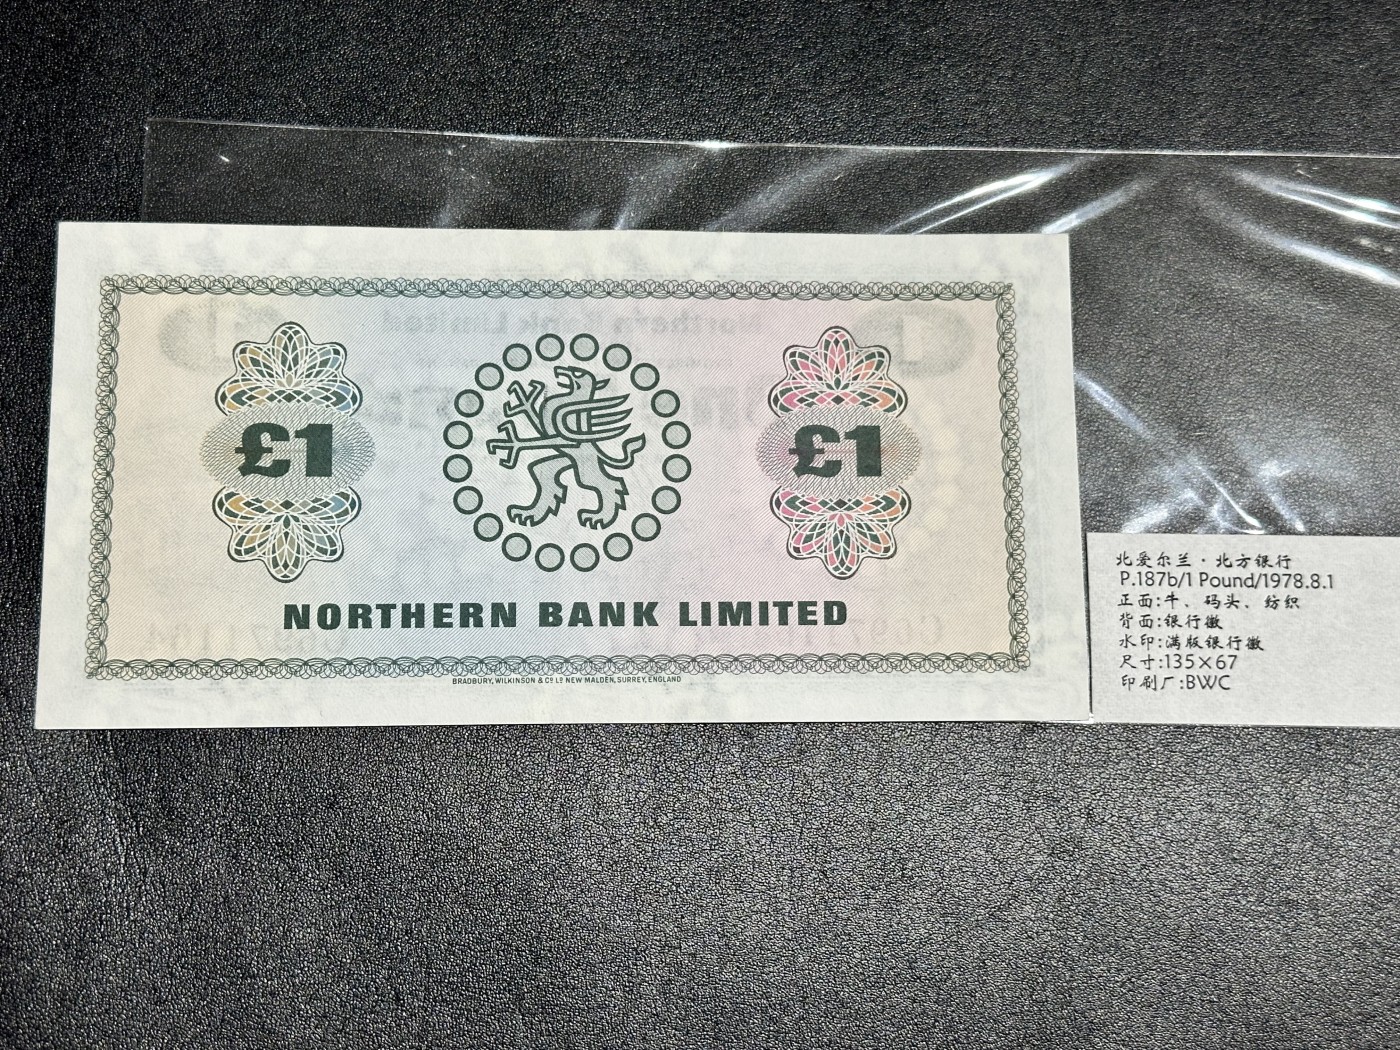 £1
£1
NORTHERN BANK LIMITED
BRADBURY, WILKINSON & Cº Lº NEW MALDEN, SURREY, ENGLAND
北爱尔兰·北方银行
P.187b/1 Pound/1978.8.1
正面:牛、码头、纺织
背面:银行徽
水印:满版银行徽
尺寸:135×67
印刷厂:BWC